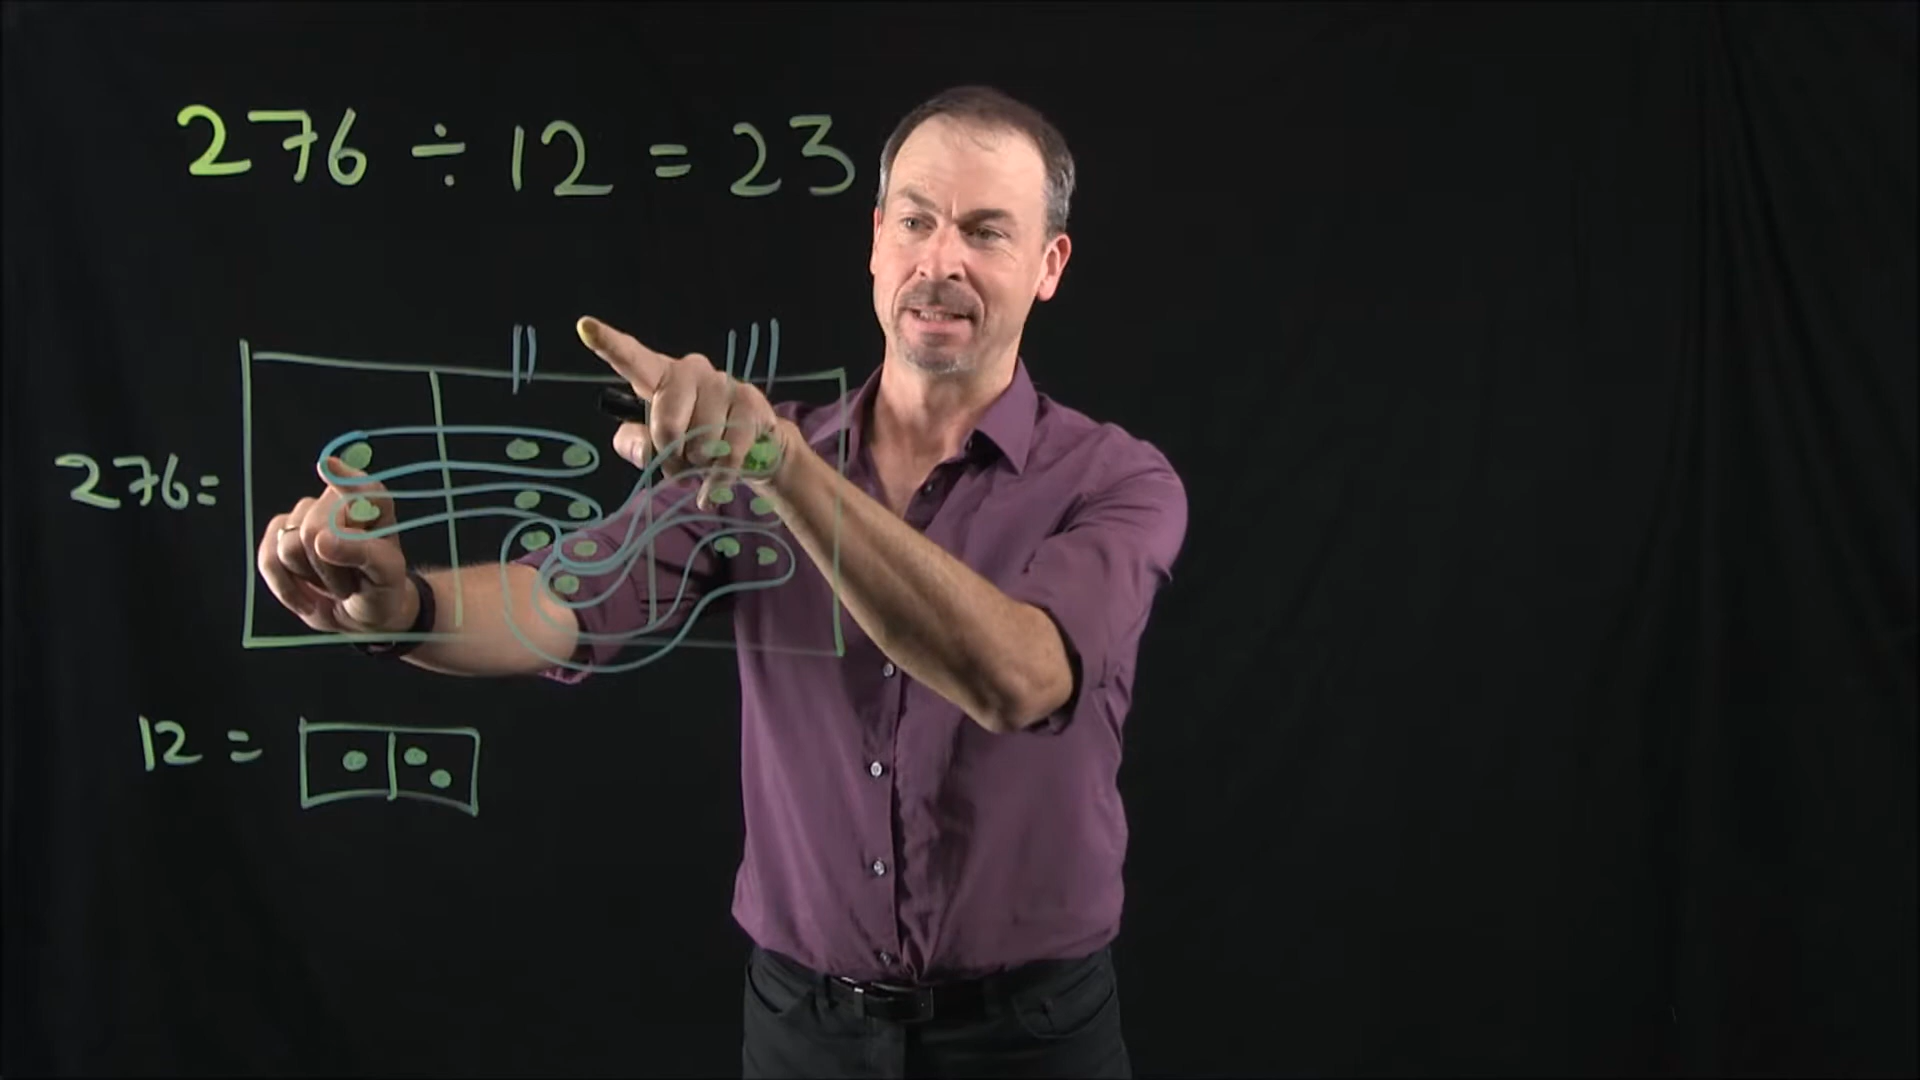 276 ÷ 12 = 23
276=
12 =